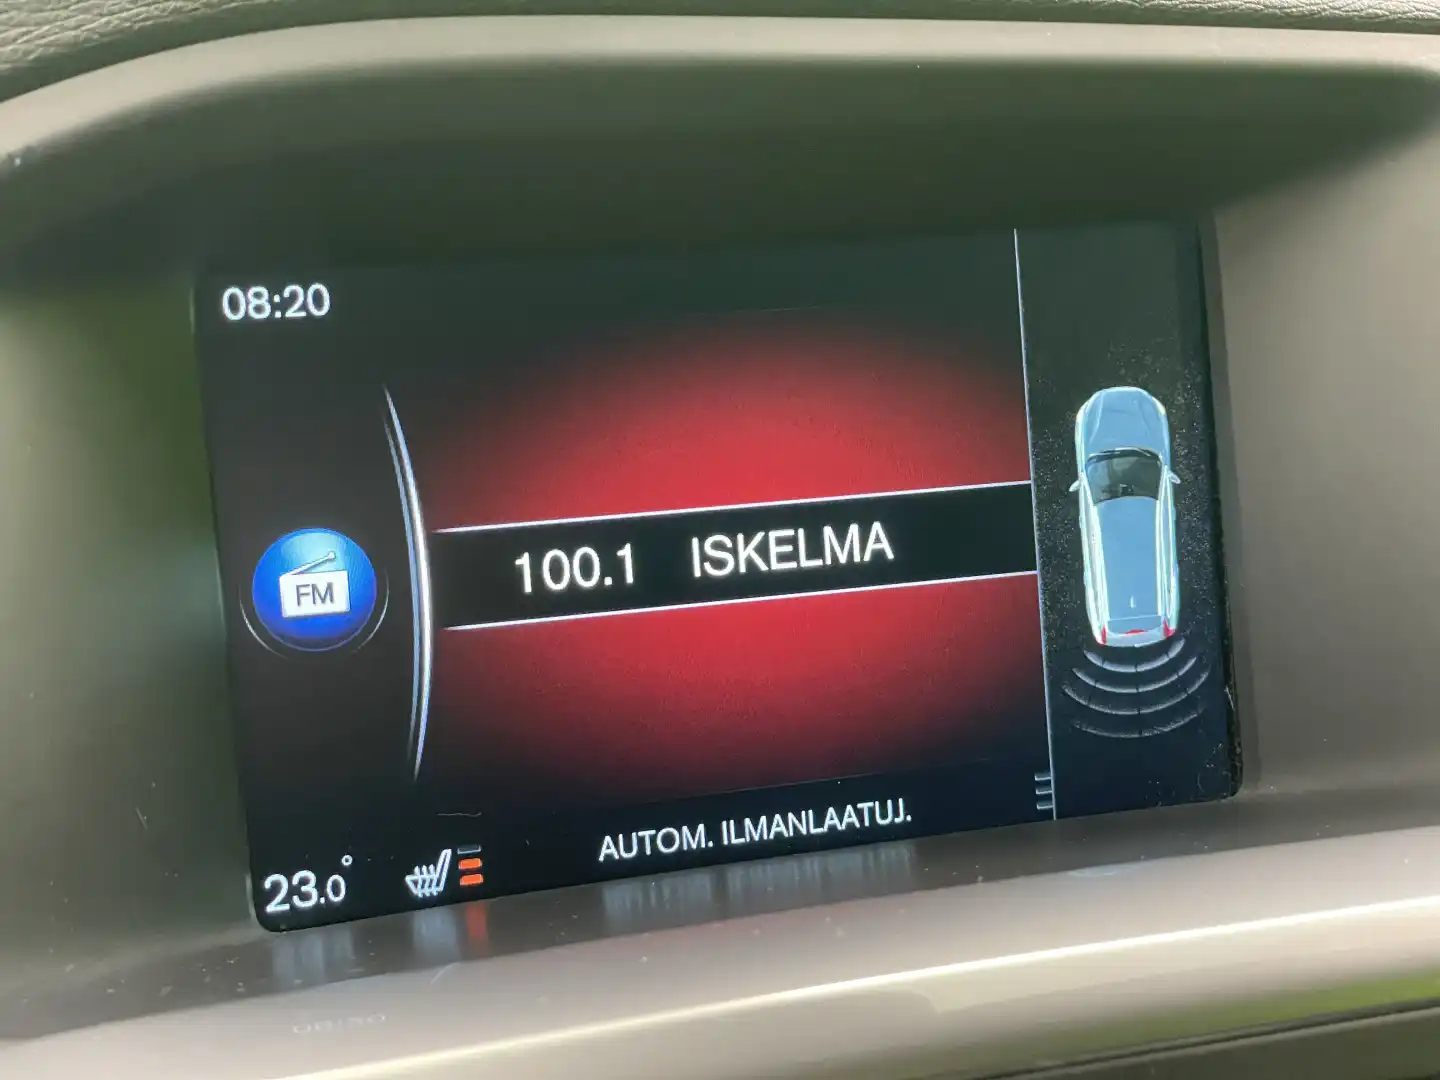 08:20
FM
100.1 ISKELMA
AUTOM. ILMANLAATUJ.
23.0°